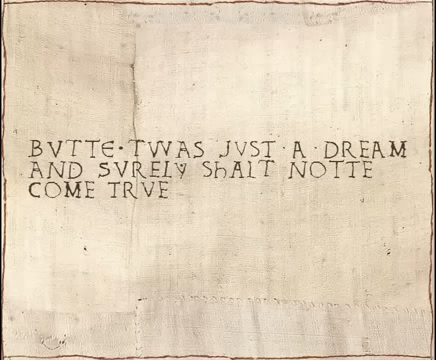 BVTTE · TWAS JVST · A · DREAM
AND SVRELY ShALT NOTTE
COME TRVE